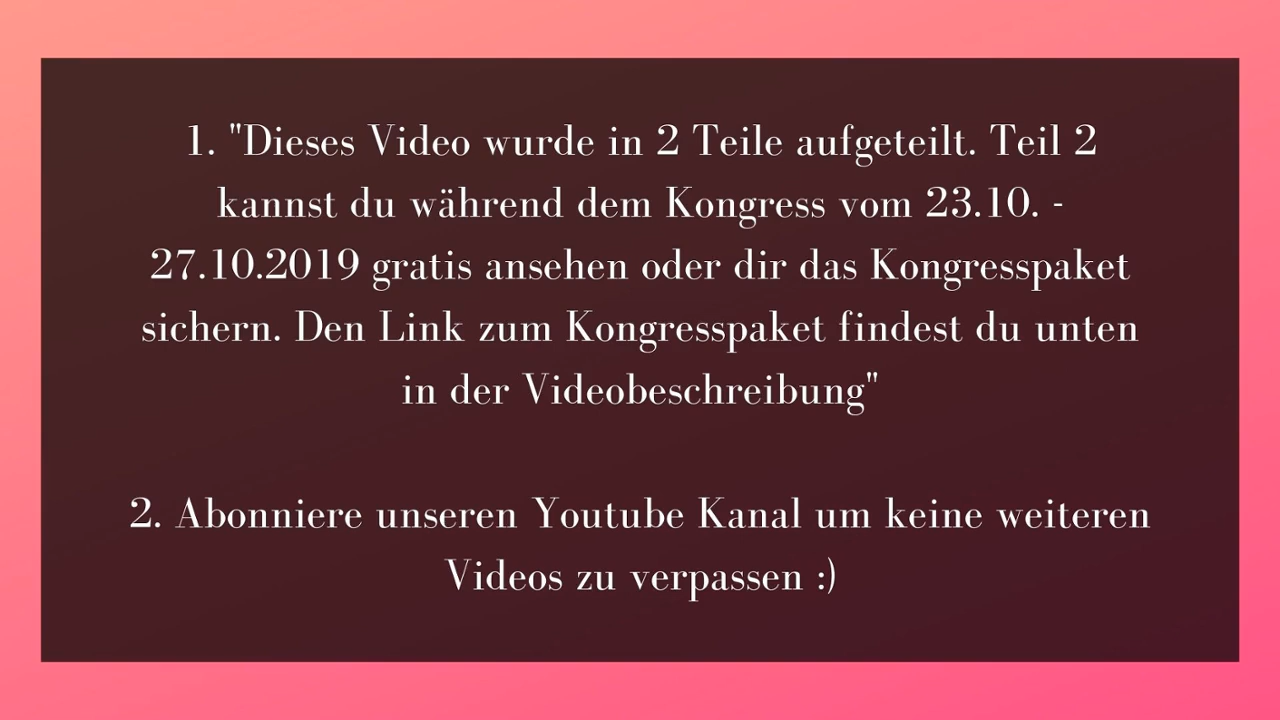 1. "Dieses Video wurde in 2 Teile aufgeteilt. Teil 2
kannst du während dem Kongress vom 23.10. -
27.10.2019 gratis ansehen oder dir das Kongresspaket
sichern. Den Link zum Kongresspaket findest du unten
in der Videobeschreibung"
2. Abonniere unseren Youtube Kanal um keine weiteren
Videos zu verpassen :)